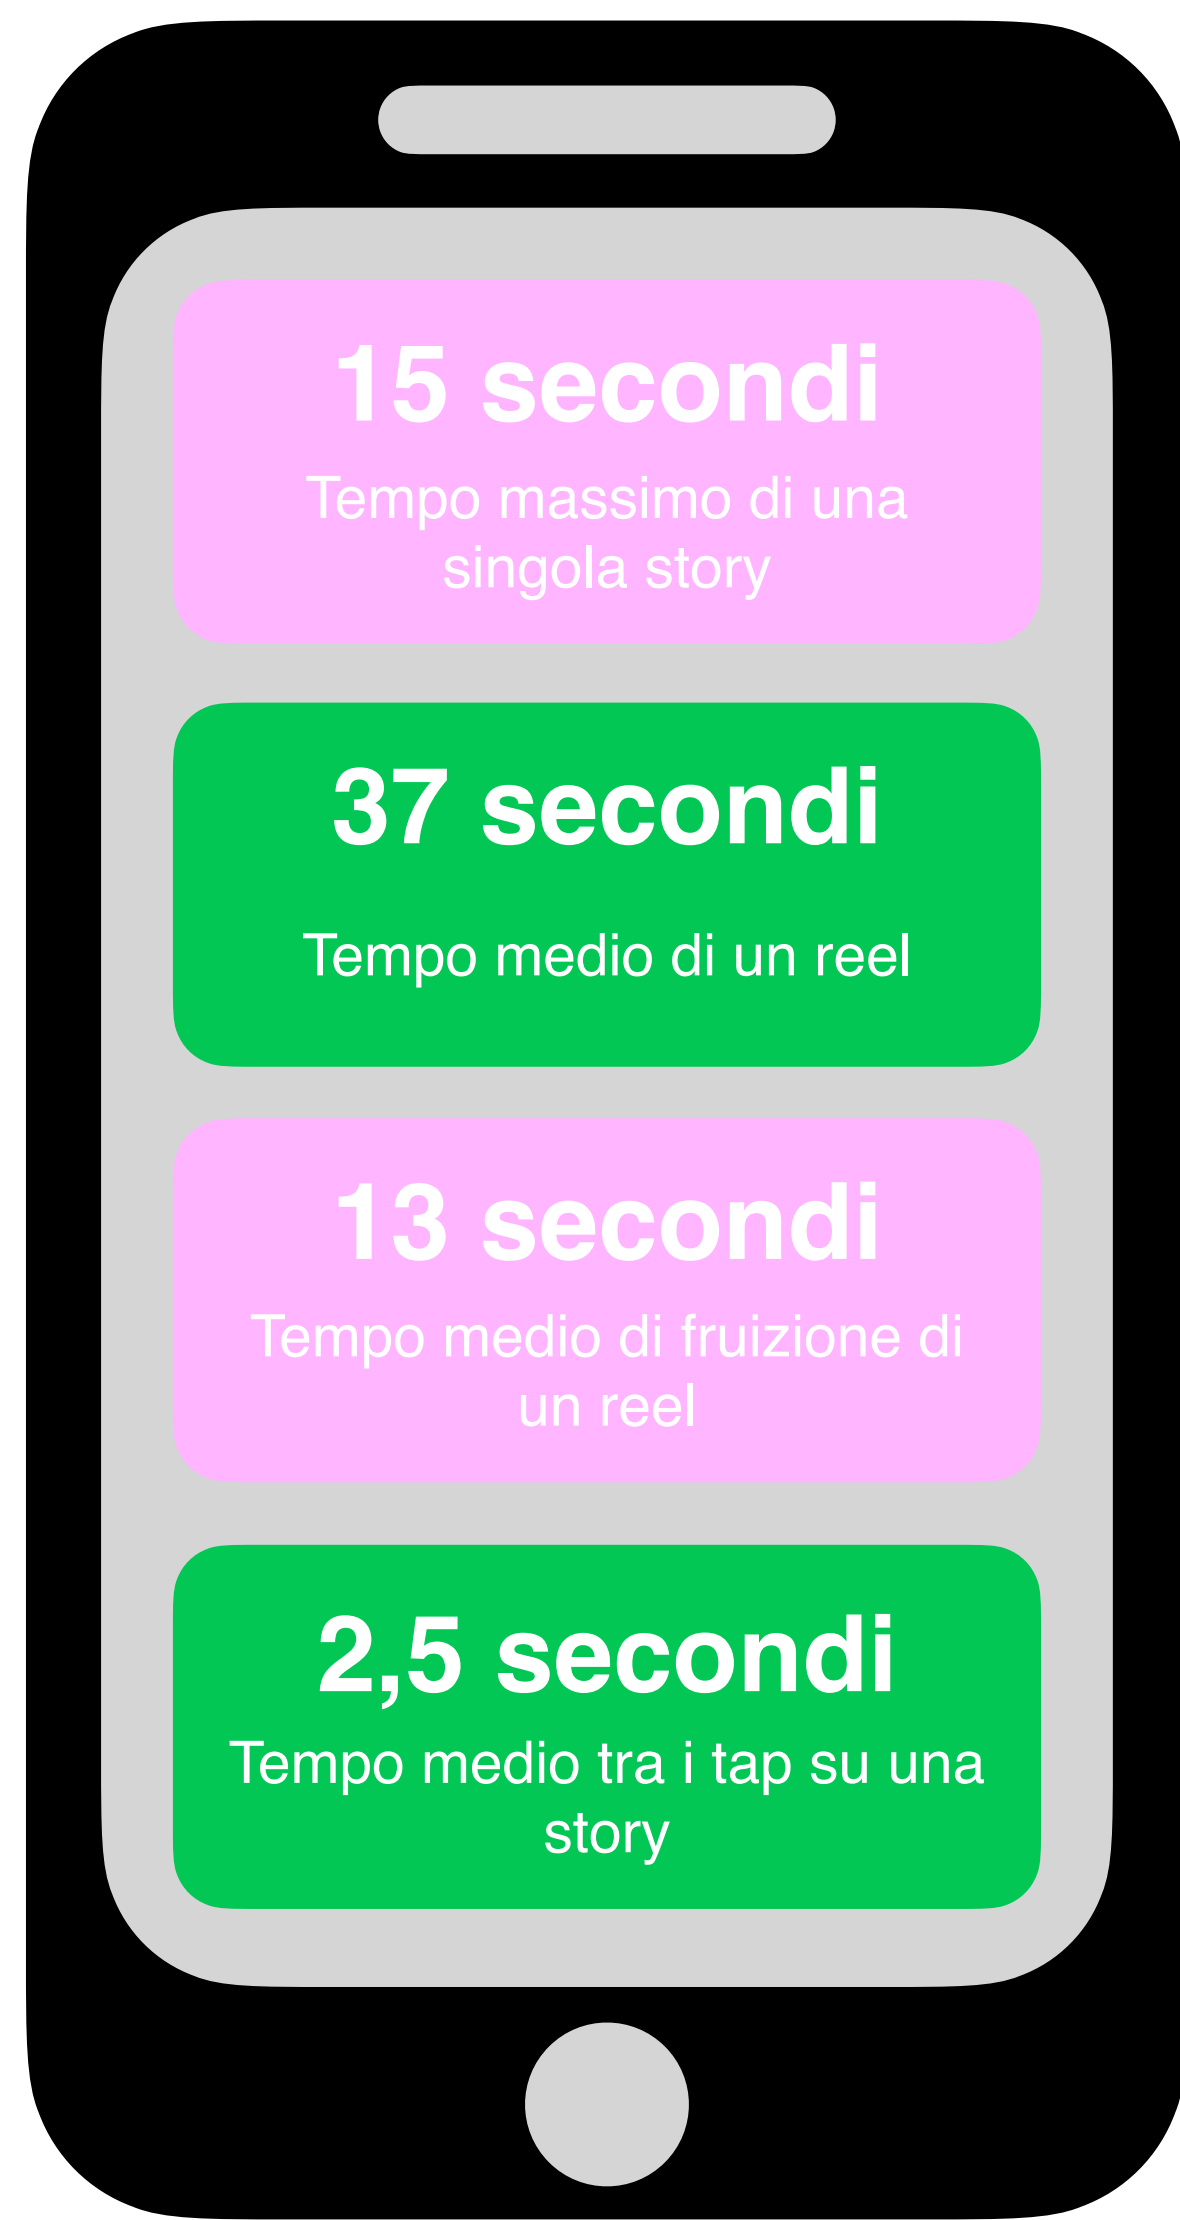 15 secondi
Tempo massimo di una
singola story
37 secondi
Tempo medio di un reel
13 secondi
Tempo medio di fruizione di
un reel
2,5 secondi
Tempo medio tra i tap su una
story